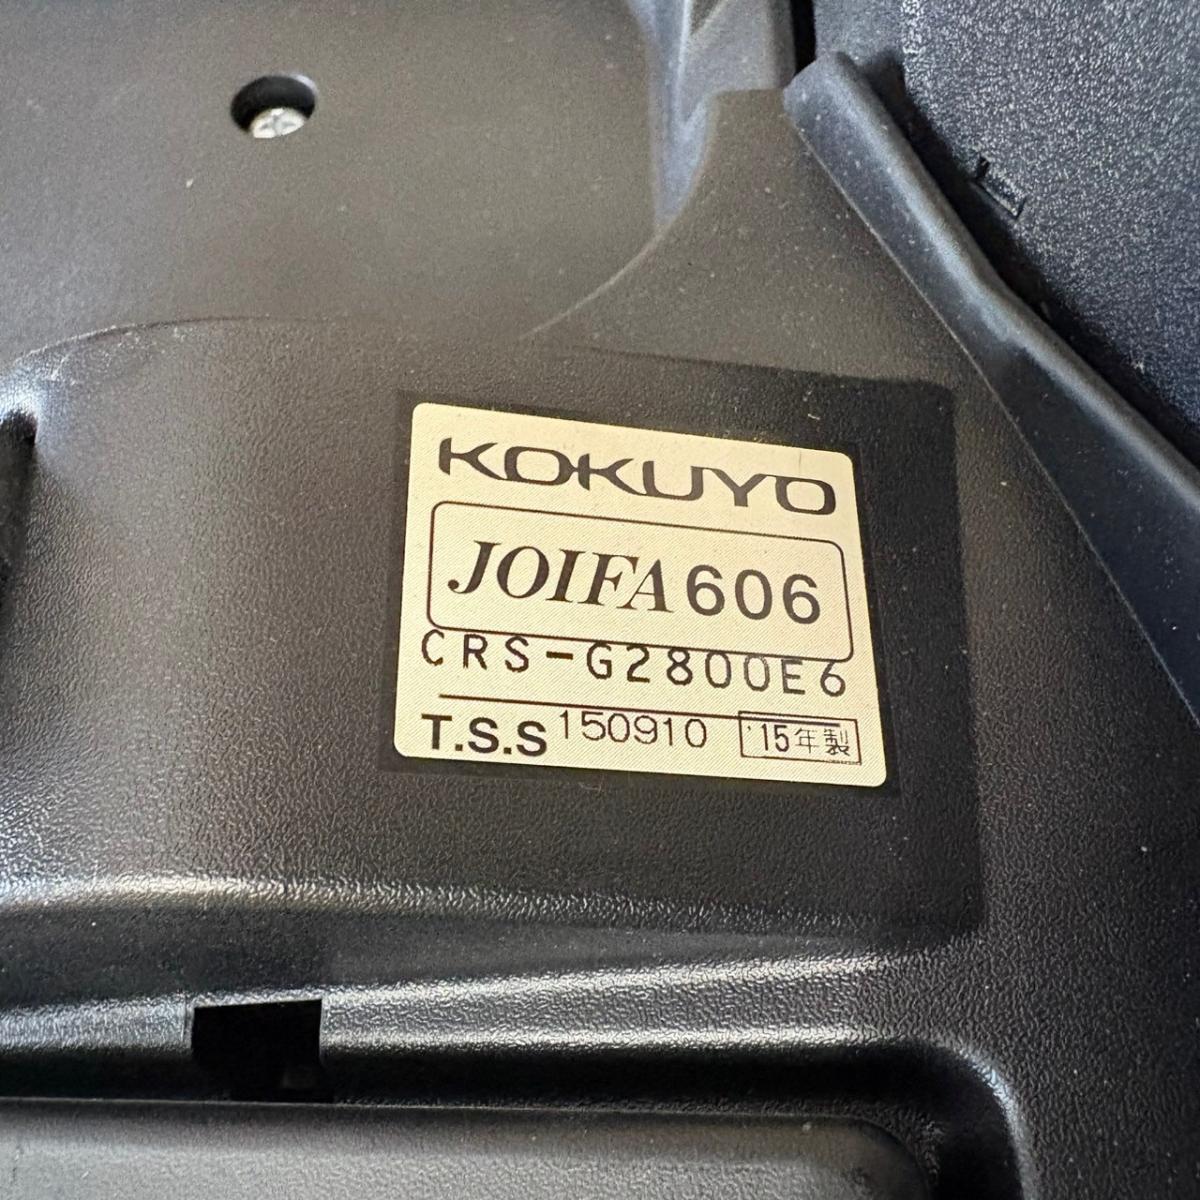 KOKUYO
JOIFA 606
CRS-G2800E6
T.S.S 150910 '15年製